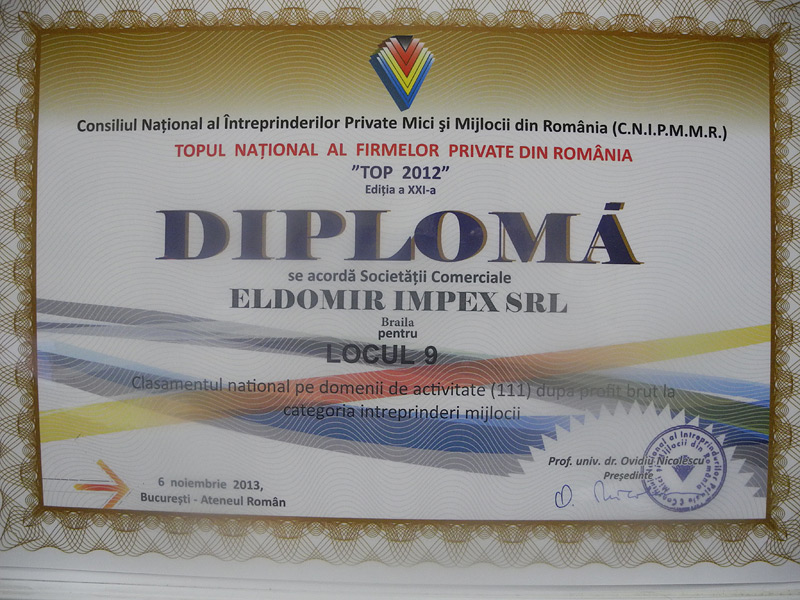 Consiliul Național al Întreprinderilor Private Mici și Mijlocii din România (C.N.I.P.M.M.R.)
TOPUL NAȚIONAL AL FIRMELOR PRIVATE DIN ROMÂNIA
”TOP 2012”
Ediția a XXI-a
DIPLOMĂ
se acordă Societății Comerciale
ELDOMIR IMPEX SRL
Braila
pentru
LOCUL 9
Clasamentul national pe domenii de activitate (111) dupa profit brut la
categoria intreprinderi mijlocii
Prof. univ. dr. Ovidiu Nicolescu
Președinte
6 noiembrie 2013,
București - Ateneul Român